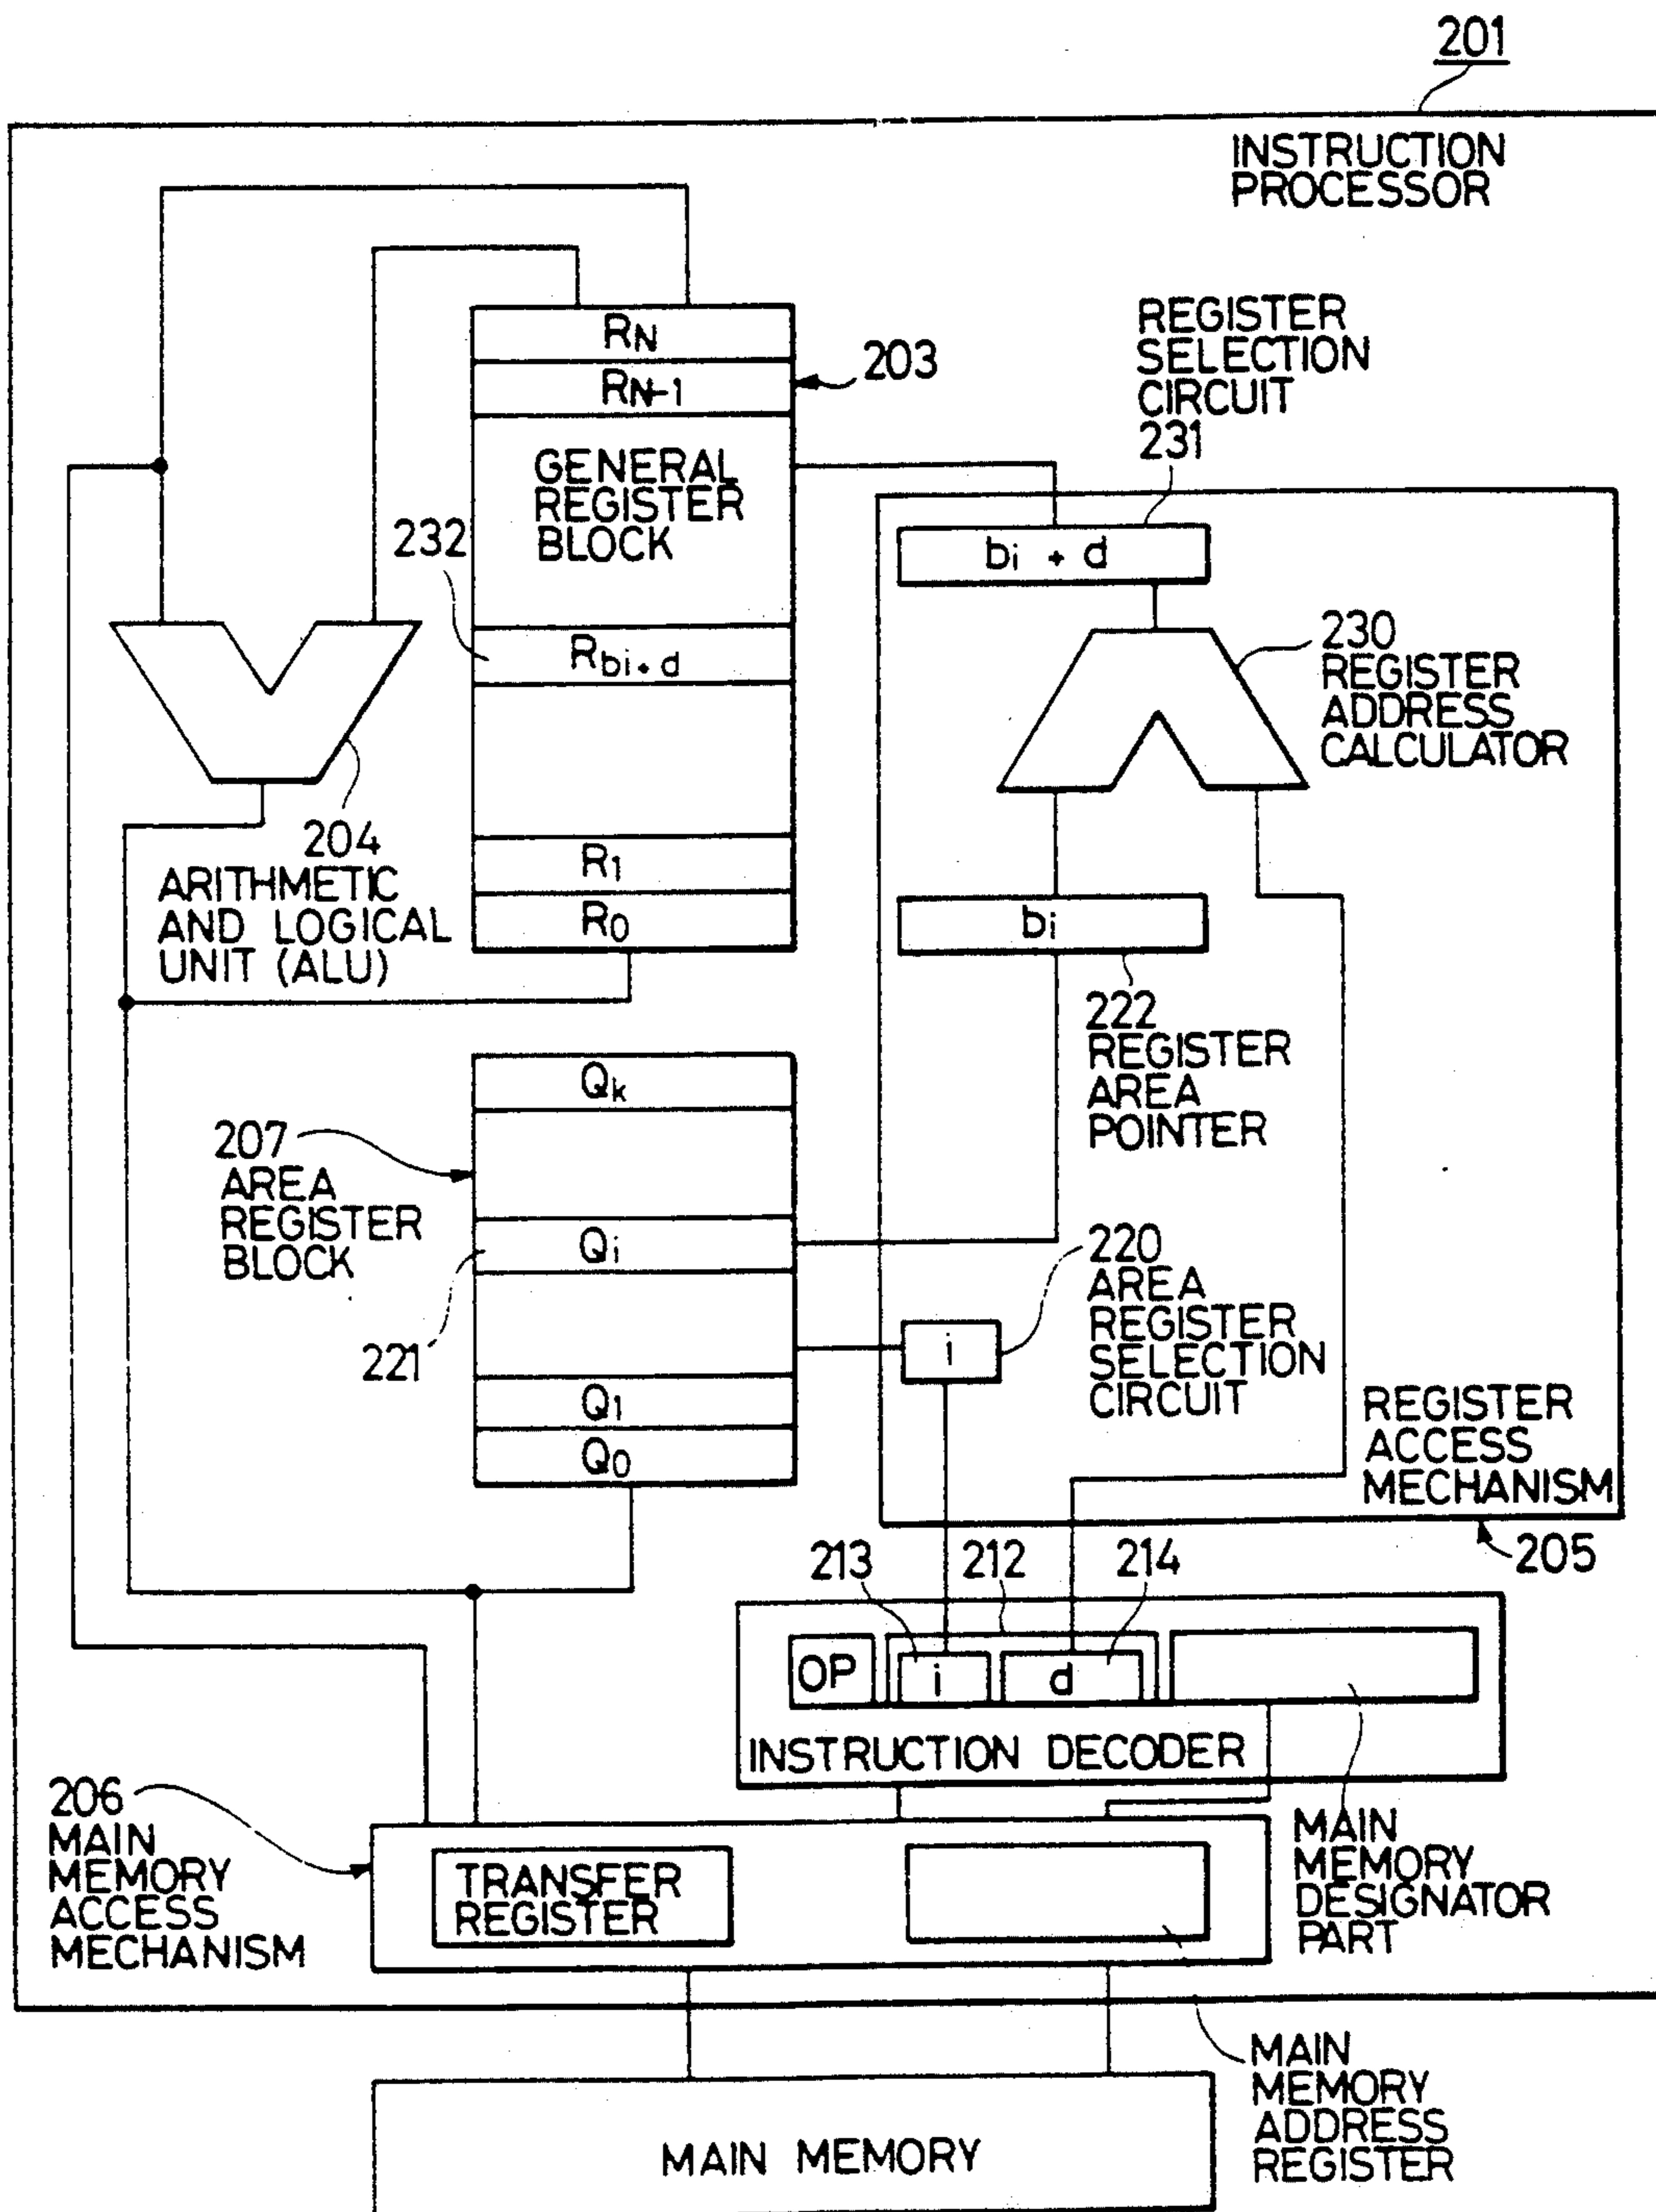 201
INSTRUCTION
PROCESSOR
RN
RN-1
203
GENERAL
REGISTER
BLOCK
REGISTER
SELECTION
CIRCUIT
231
bi + d
232
Rbi+d
230
REGISTER
ADDRESS
CALCULATOR
204
ARITHMETIC
AND LOGICAL
UNIT (ALU)
R1
R0
bi
222
REGISTER
AREA
POINTER
Qk
207
AREA
REGISTER
BLOCK
Qi
221
220
AREA
REGISTER
SELECTION
CIRCUIT
i
Q1
Q0
REGISTER
ACCESS
MECHANISM
205
213
212
214
OP
i
d
INSTRUCTION DECODER
206
MAIN
MEMORY
ACCESS
MECHANISM
TRANSFER
REGISTER
MAIN
MEMORY
DESIGNATOR
PART
MAIN
MEMORY
ADDRESS
REGISTER
MAIN MEMORY